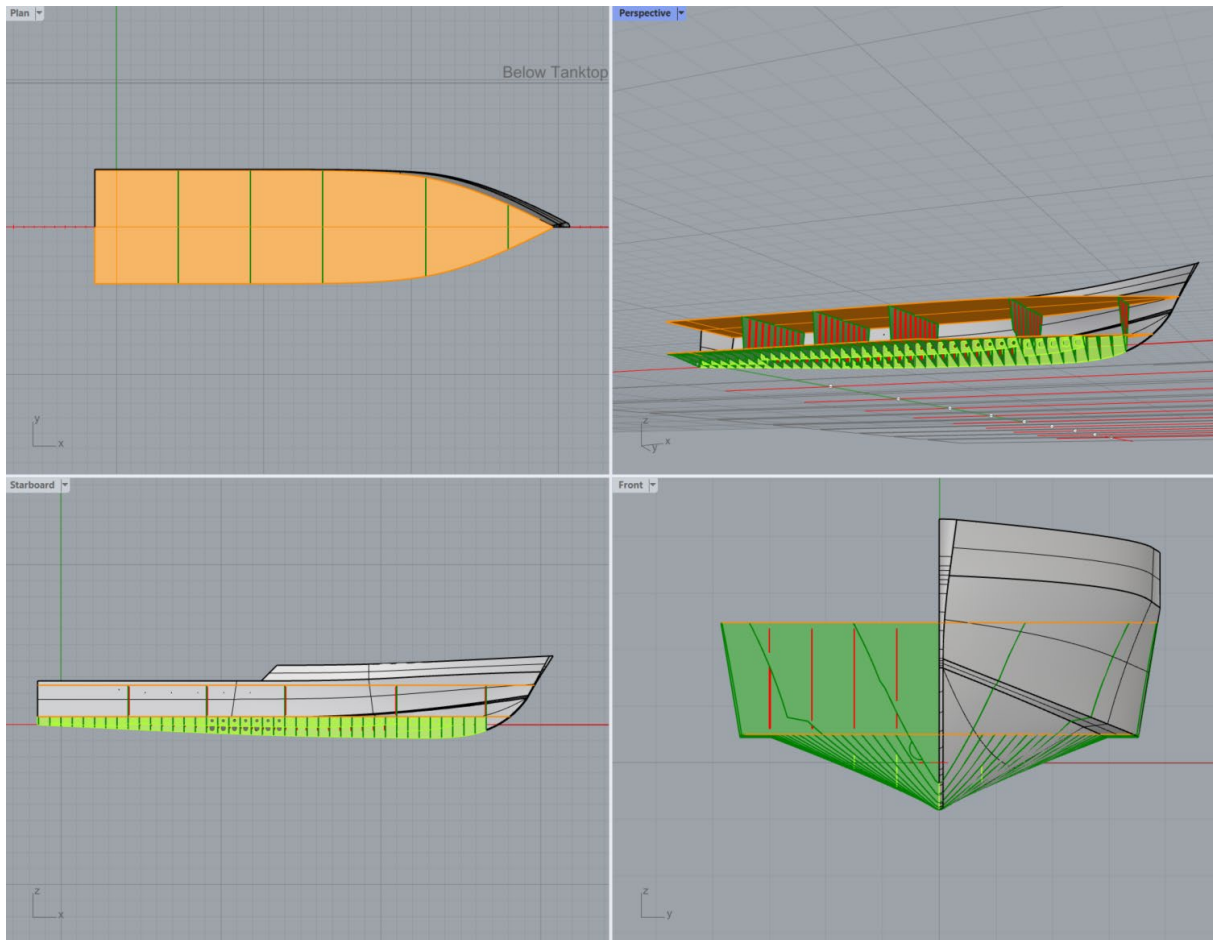 Plan
Perspective
Below Tanktop
y
x
z
x
y
Starboard
Front
z
x
z
y